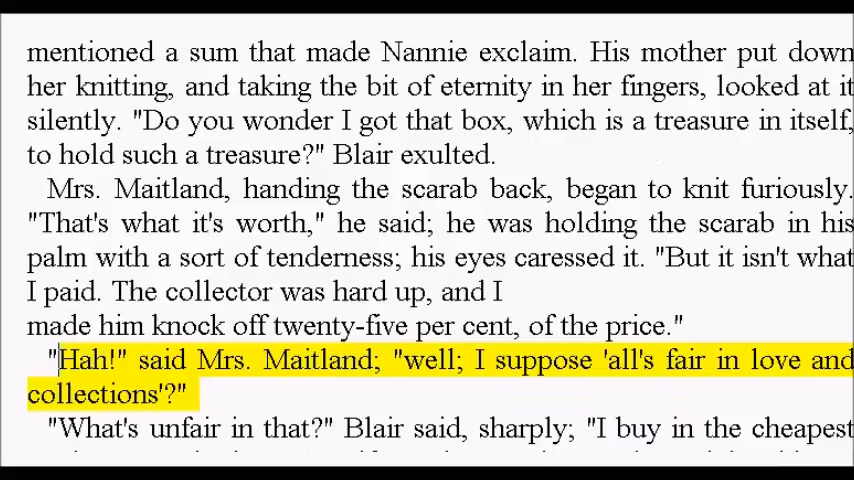 mentioned a sum that made Nannie exclaim. His mother put down
her knitting, and taking the bit of eternity in her fingers, looked at it
silently. "Do you wonder I got that box, which is a treasure in itself,
to hold such a treasure?" Blair exulted.
Mrs. Maitland, handing the scarab back, began to knit furiously.
"That's what it's worth," he said; he was holding the scarab in his
palm with a sort of tenderness; his eyes caressed it. "But it isn't what
I paid. The collector was hard up, and I
made him knock off twenty-five per cent, of the price."
"Hah!" said Mrs. Maitland; "well; I suppose 'all's fair in love and
collections'?"
"What's unfair in that?" Blair said, sharply; "I buy in the cheapest